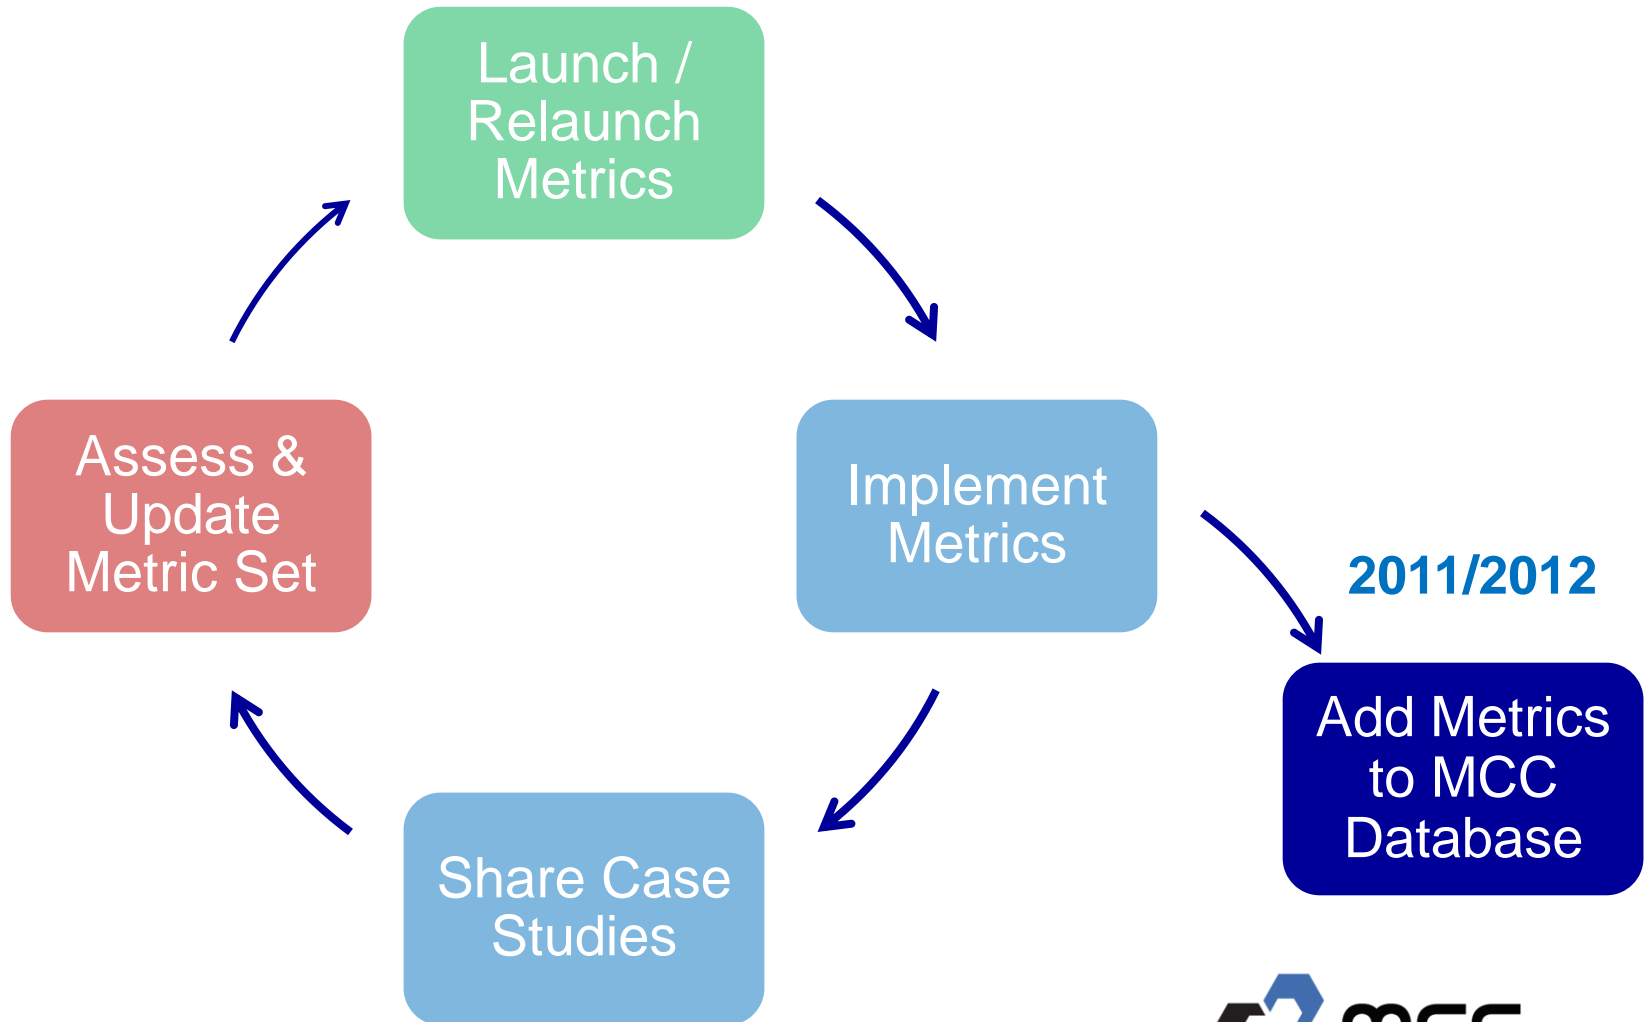 Launch /
Relaunch
Metrics
Assess &
Update
Metric Set
Implement
Metrics
2011/2012
Add Metrics
to MCC
Database
Share Case
Studies
mcc